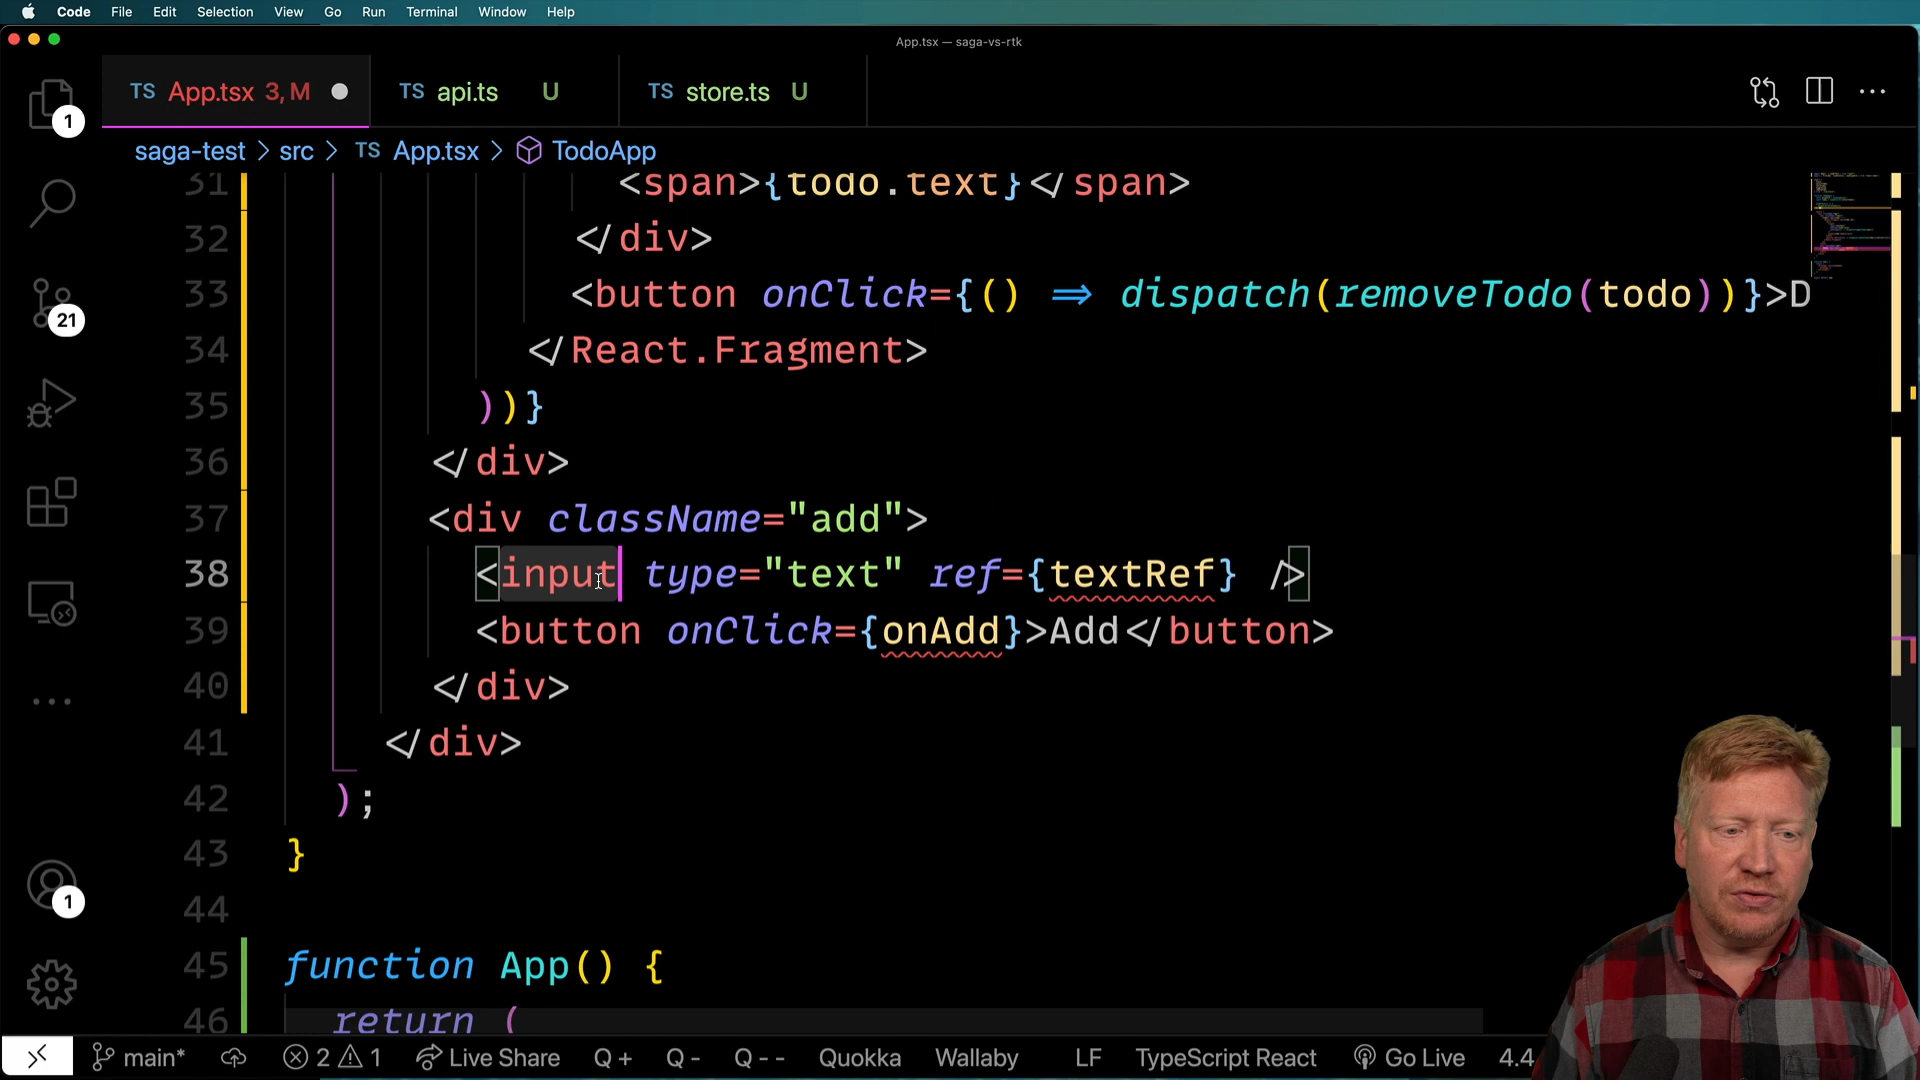 Code File Edit Selection View Go Run Terminal Window Help
App.tsx — saga-vs-rtk
TS App.tsx 3, M
TS api.ts U
TS store.ts U
saga-test > src > TS App.tsx > TodoApp
31 <span>{todo.text}</span>
32 </div>
33 <button onClick={() => dispatch(removeTodo(todo))}>D
34 </React.Fragment>
35 ))}
36 </div>
37 <div className="add">
38 <input type="text" ref={textRef} />
39 <button onClick={onAdd}>Add</button>
40 </div>
41 </div>
42 );
43 }
44
45 function App() {
46 return (
1
21
1
main* 2 1 Live Share Q + Q - Q - - Quokka Wallaby LF TypeScript React Go Live 4.4